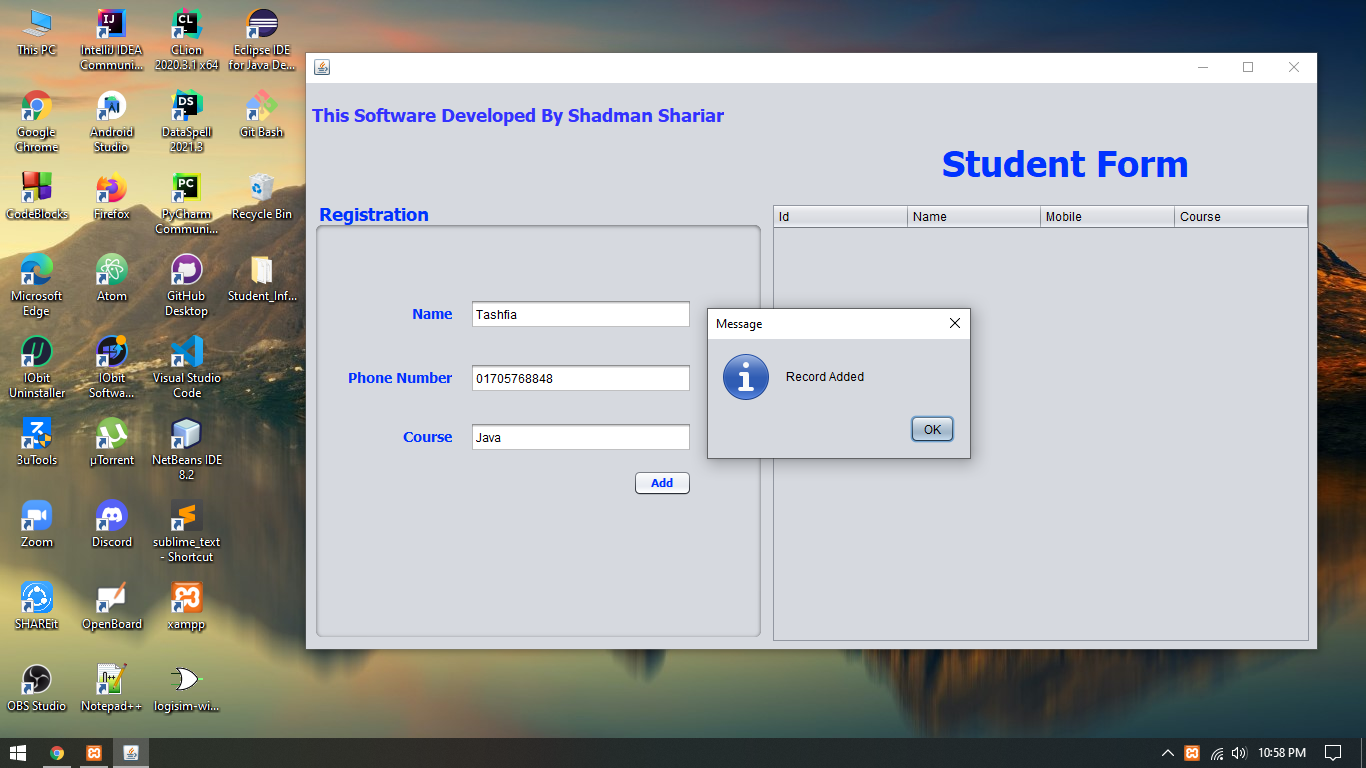 This PC
IntelliJ IDEA
Communi...
CLion
2020.3.1 x64
Eclipse IDE
for Java De...
Google
Chrome
Android
Studio
DataSpell
2021.3
Git Bash
CodeBlocks
Firefox
PyCharm
Communi...
Recycle Bin
Microsoft
Edge
Atom
GitHub
Desktop
Student_Inf...
IObit
Uninstaller
IObit
Softwa...
Visual Studio
Code
3uTools
µTorrent
NetBeans IDE
8.2
Zoom
Discord
sublime_text
- Shortcut
SHAREit
OpenBoard
xampp
OBS Studio
Notepad++
logisim-wi...
This Software Developed By Shadman Shariar
Student Form
Registration
Id Name Mobile Course
Name Tashfia
Phone Number 01705768848
Course Java
Add
Message
Record Added
OK
10:58 PM